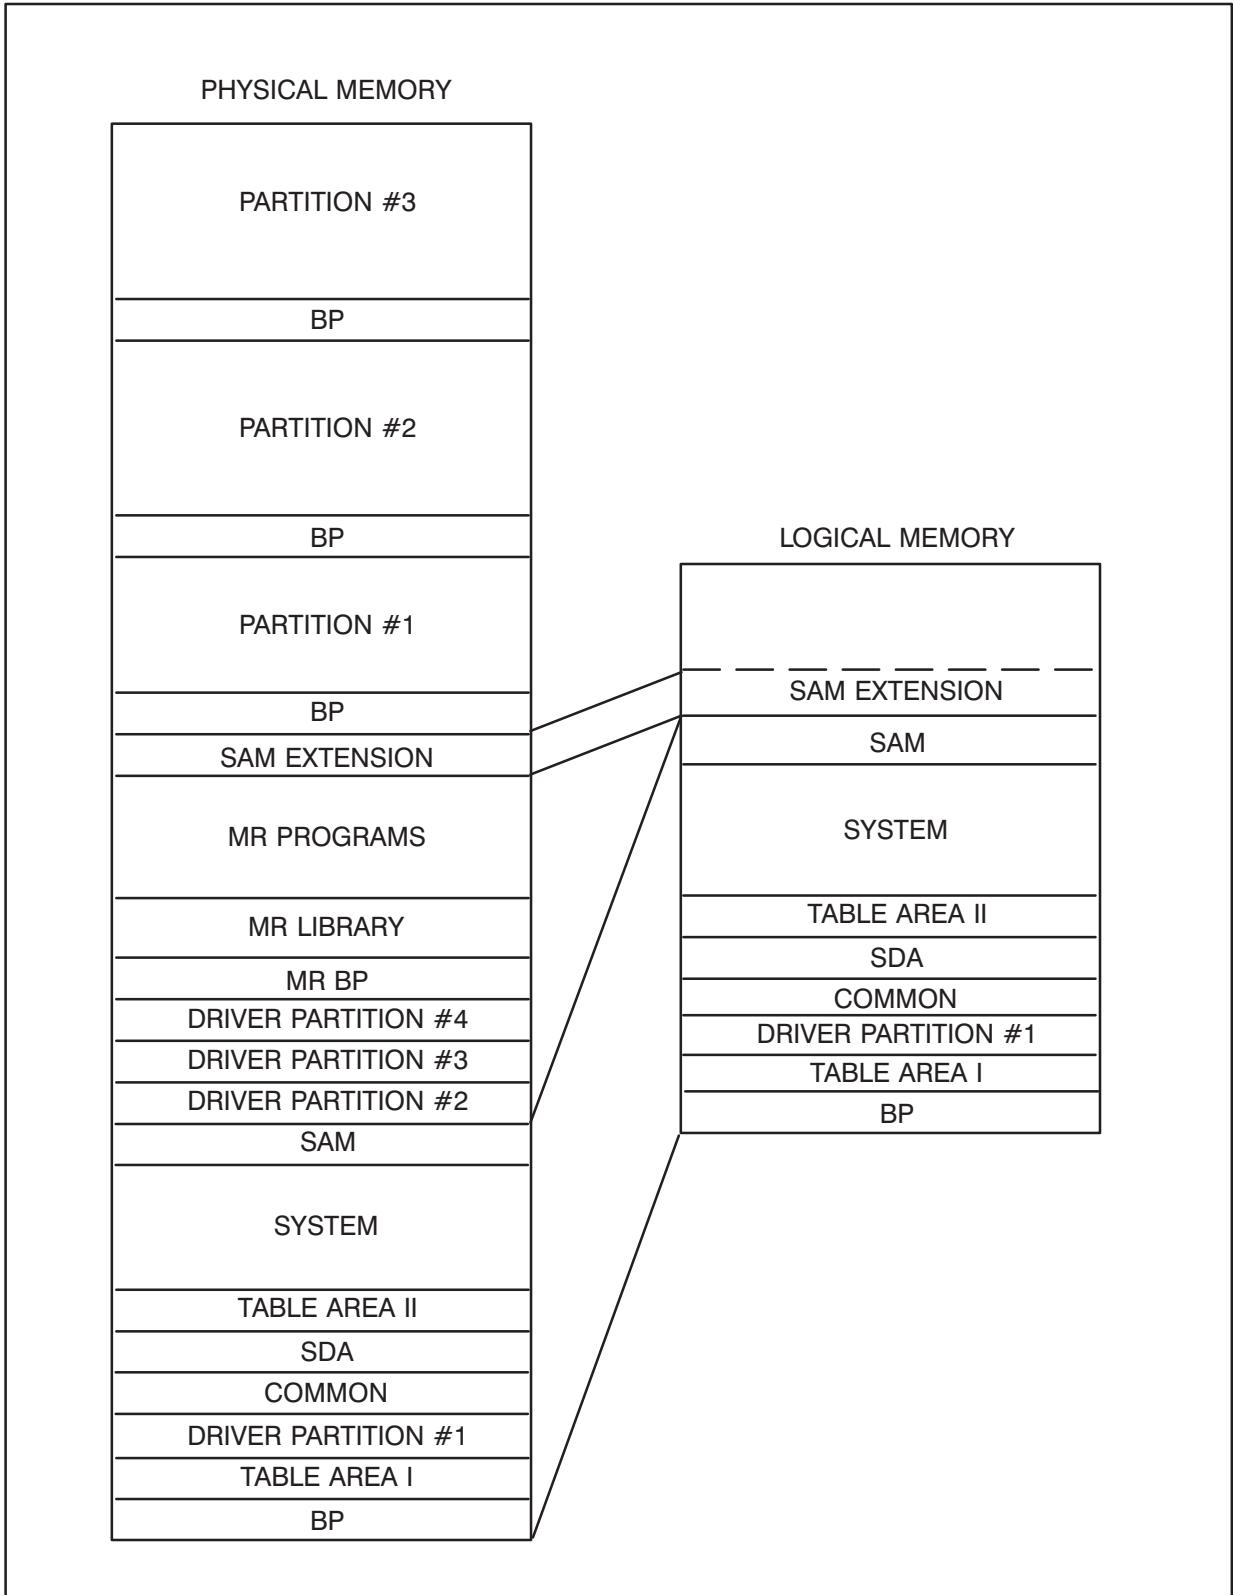 PHYSICAL MEMORY
PARTITION #3
BP
PARTITION #2
BP
PARTITION #1
BP
SAM EXTENSION
MR PROGRAMS
MR LIBRARY
MR BP
DRIVER PARTITION #4
DRIVER PARTITION #3
DRIVER PARTITION #2
SAM
SYSTEM
TABLE AREA II
SDA
COMMON
DRIVER PARTITION #1
TABLE AREA I
BP
LOGICAL MEMORY
SAM EXTENSION
SAM
SYSTEM
TABLE AREA II
SDA
COMMON
DRIVER PARTITION #1
TABLE AREA I
BP